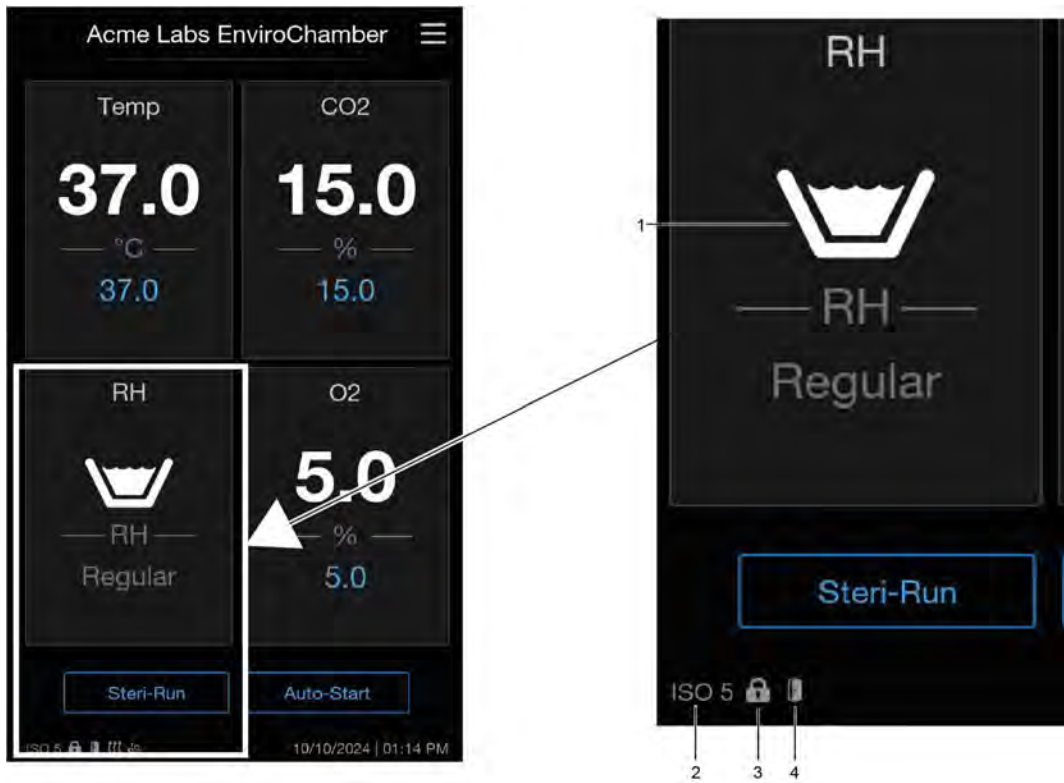 Acme Labs EnviroChamber
Temp
37.0
°C
37.0
CO2
15.0
%
15.0
RH
RH
Regular
O2
5.0
%
5.0
Steri-Run
Auto-Start
ISO 5
10/10/2024 | 01:14 PM
RH
1
RH
Regular
Steri-Run
ISO 5
2
3
4